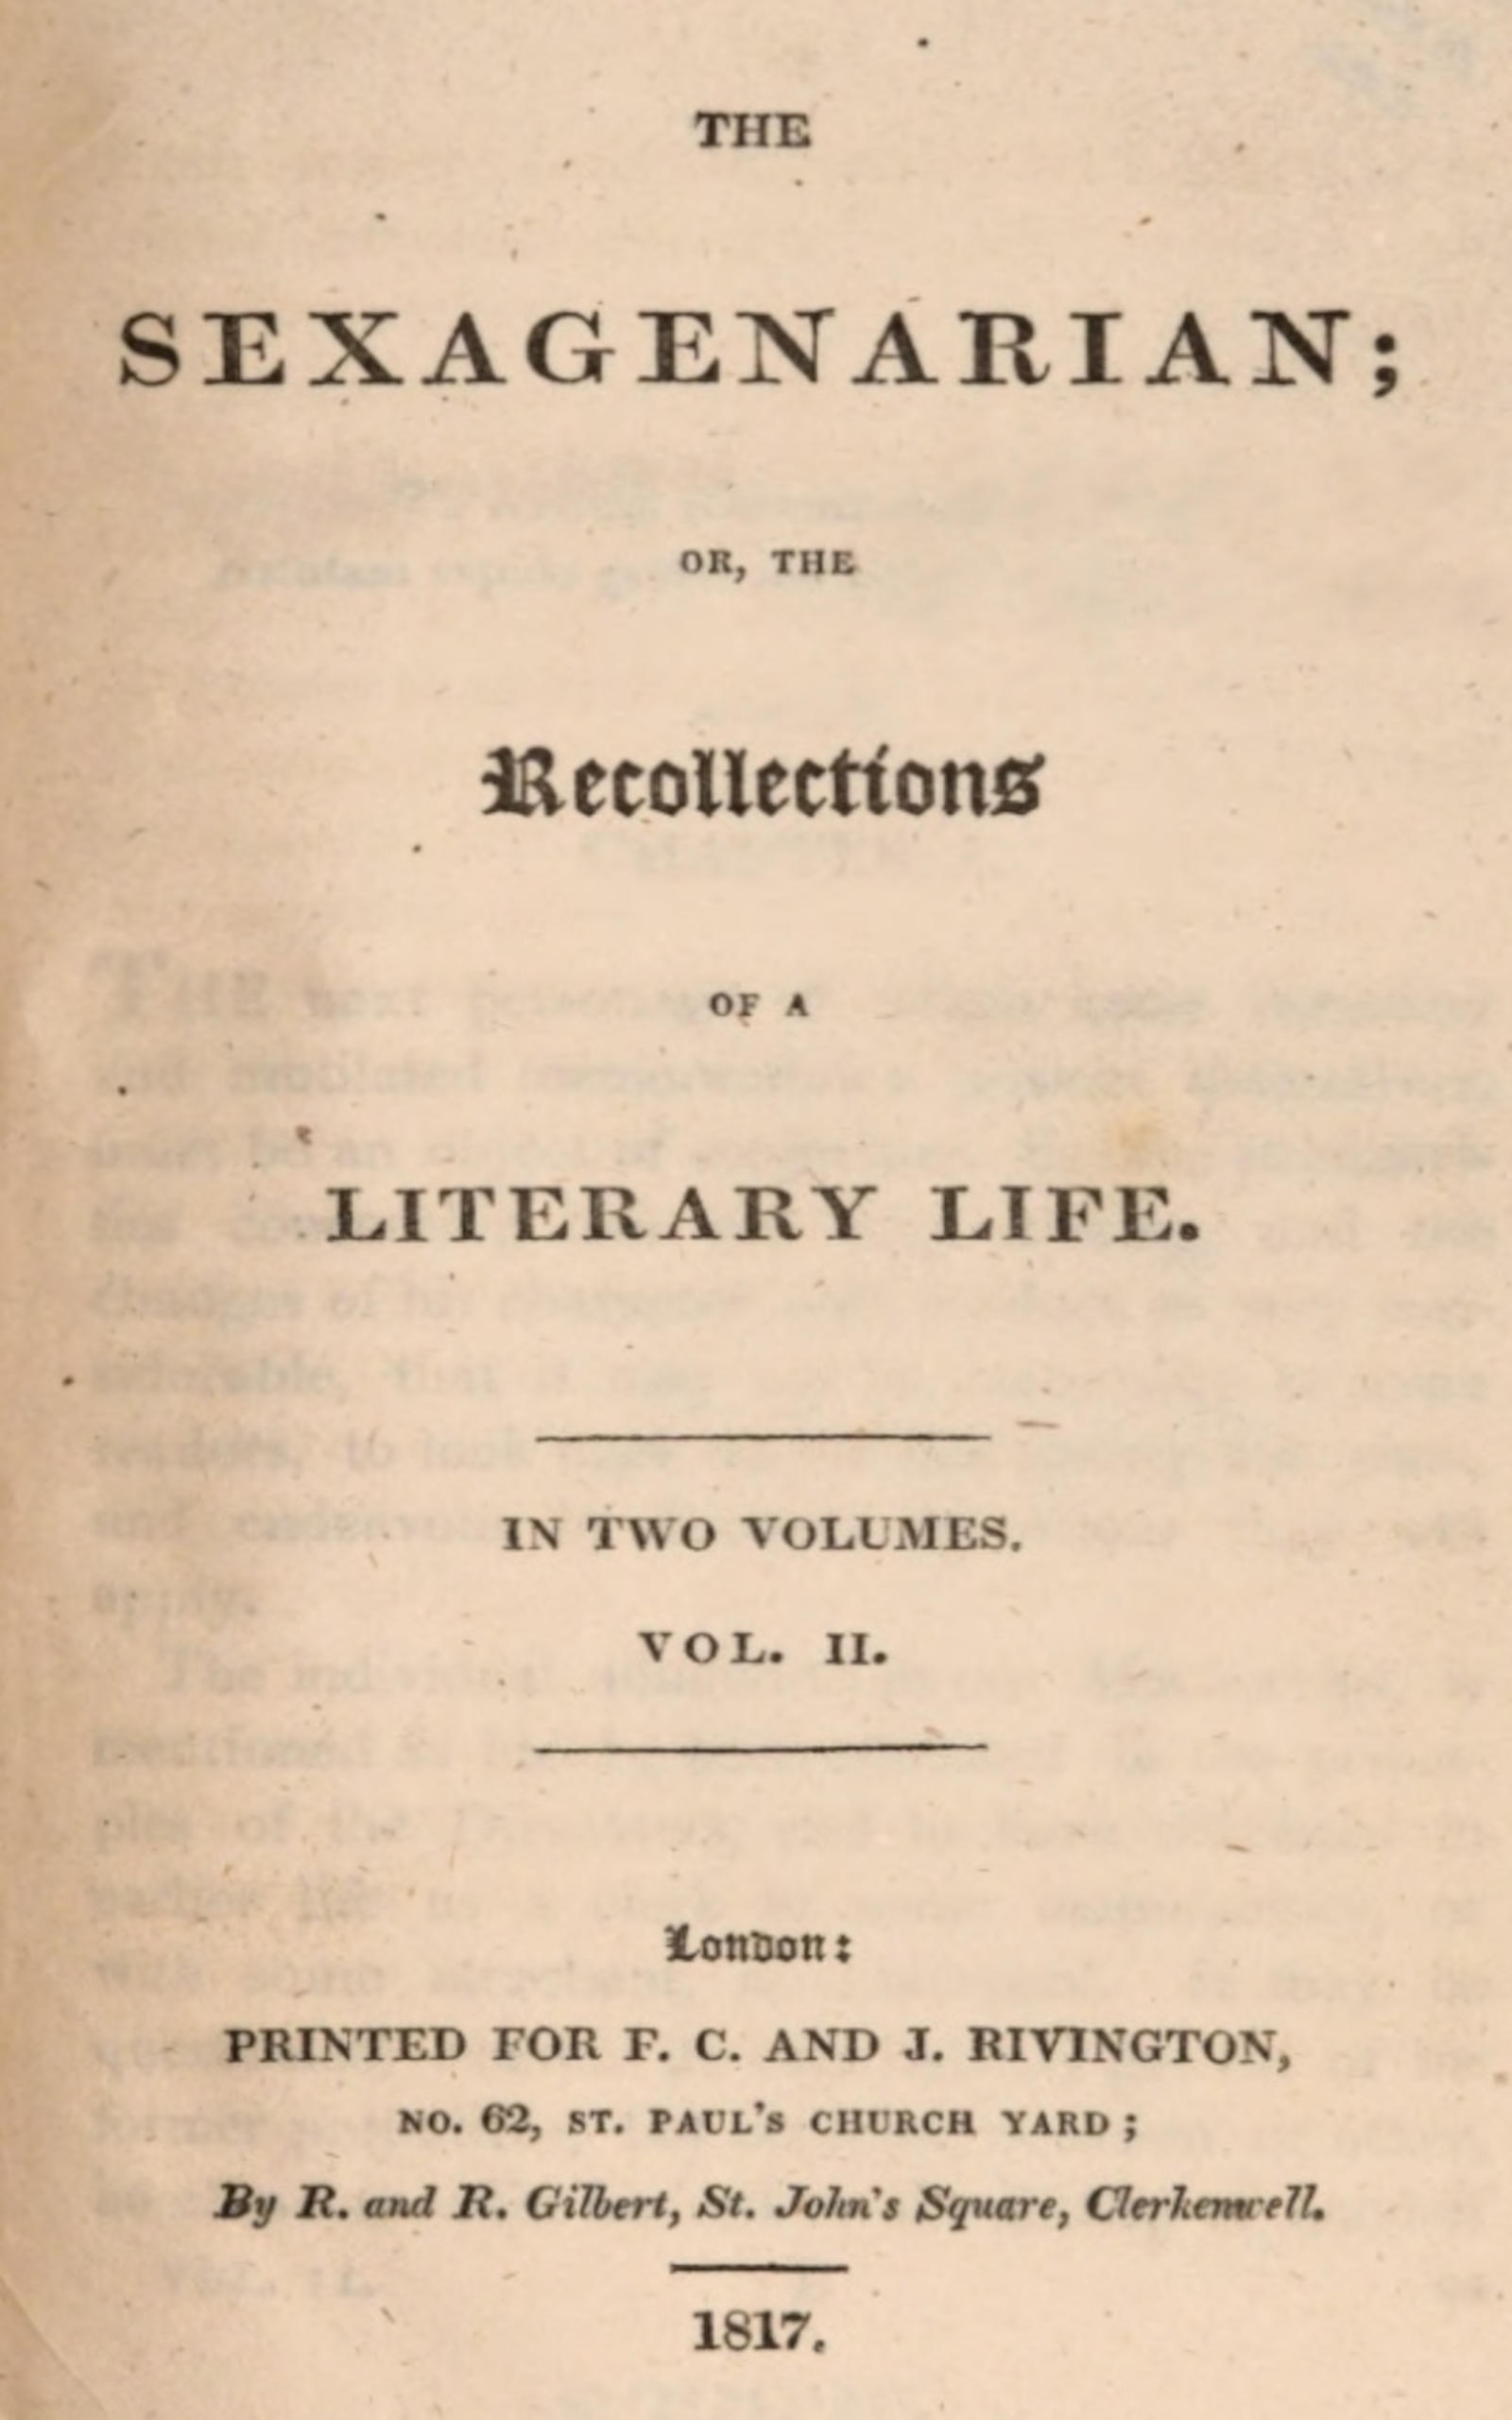 THE
SEXAGENARIAN;
OR, THE
Recollections
OF A
LITERARY LIFE.
IN TWO VOLUMES.
VOL. II.
London:
PRINTED FOR F. C. AND J. RIVINGTON,
NO. 62, ST. PAUL'S CHURCH YARD;
By R. and R. Gilbert, St. John's Square, Clerkenwell.
1817.